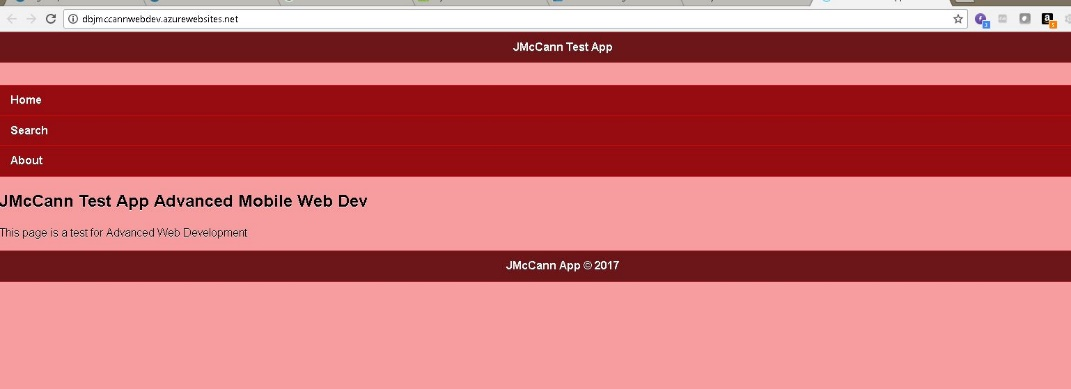 dbjmccannwebdev.azurewebsites.net
JMcCann Test App
Home
Search
About
JMcCann Test App Advanced Mobile Web Dev
This page is a test for Advanced Web Development
JMcCann App © 2017